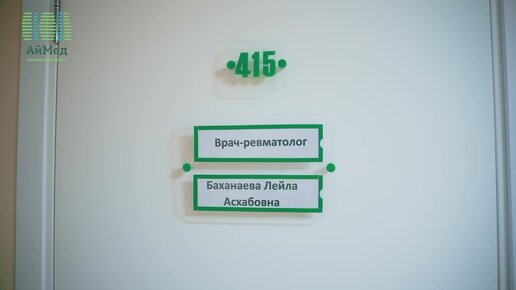 АйМед
415
Врач-ревматолог
Баханаева Лейла
Асхабовна